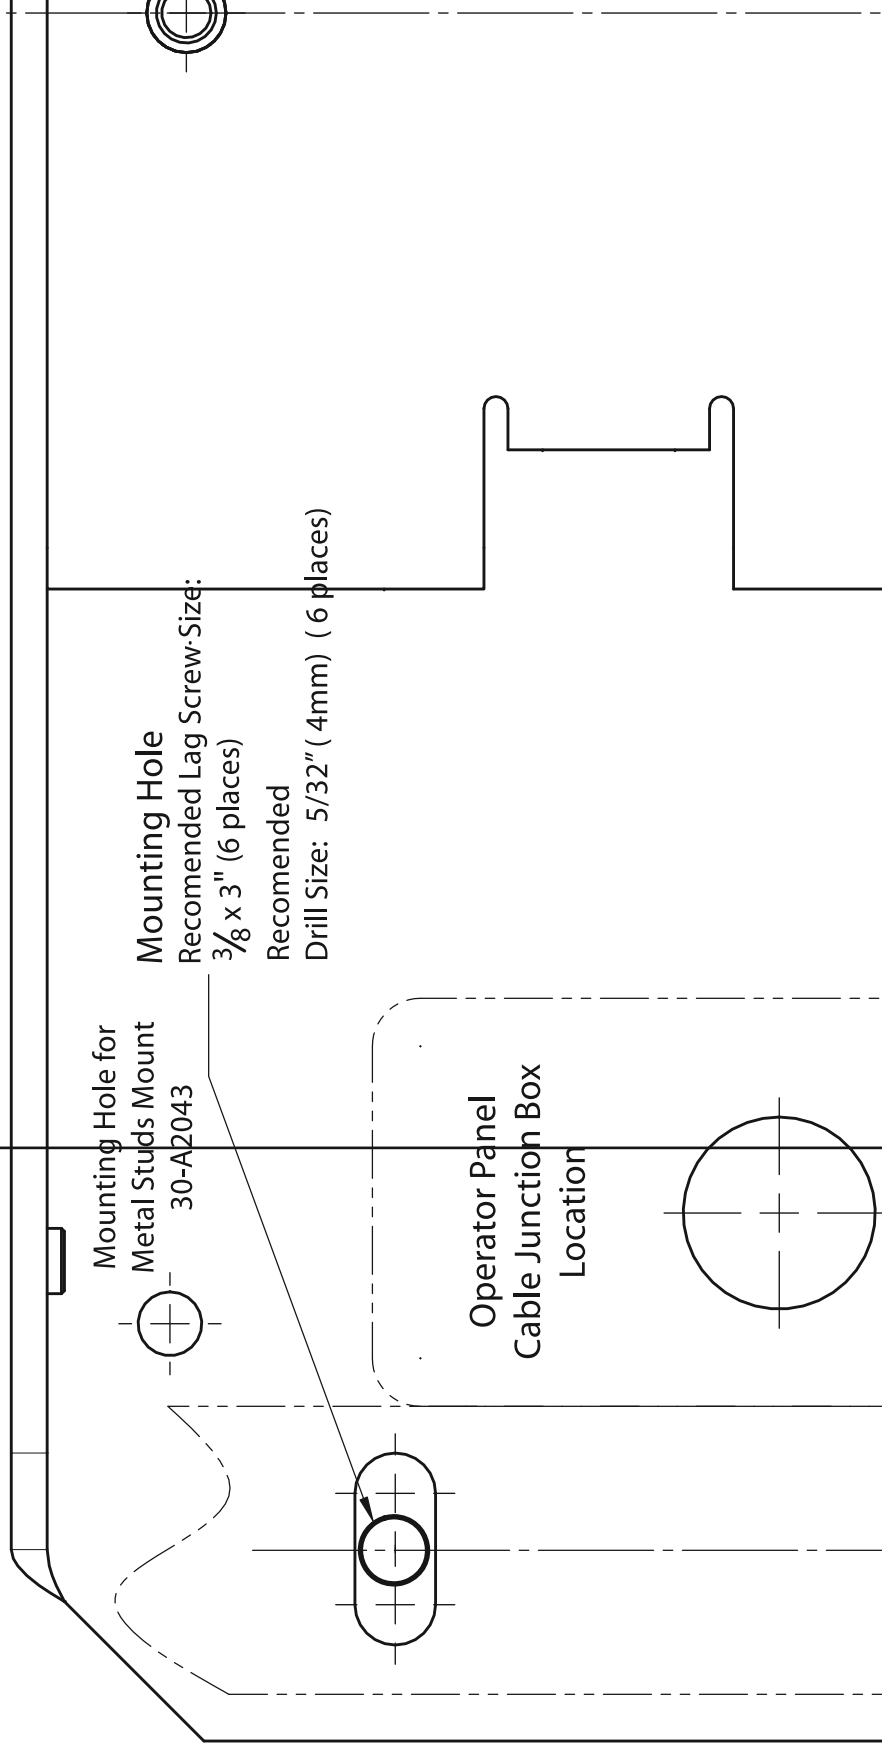 Mounting Hole
Recomended Lag Screw·Size:
⅜ x 3" (6 places)
Recomended
Drill Size: 5/32” ( 4mm) ( 6 places)
Mounting Hole for
Metal Studs Mount
30-A2043
Operator Panel
Cable Junction Box
Location